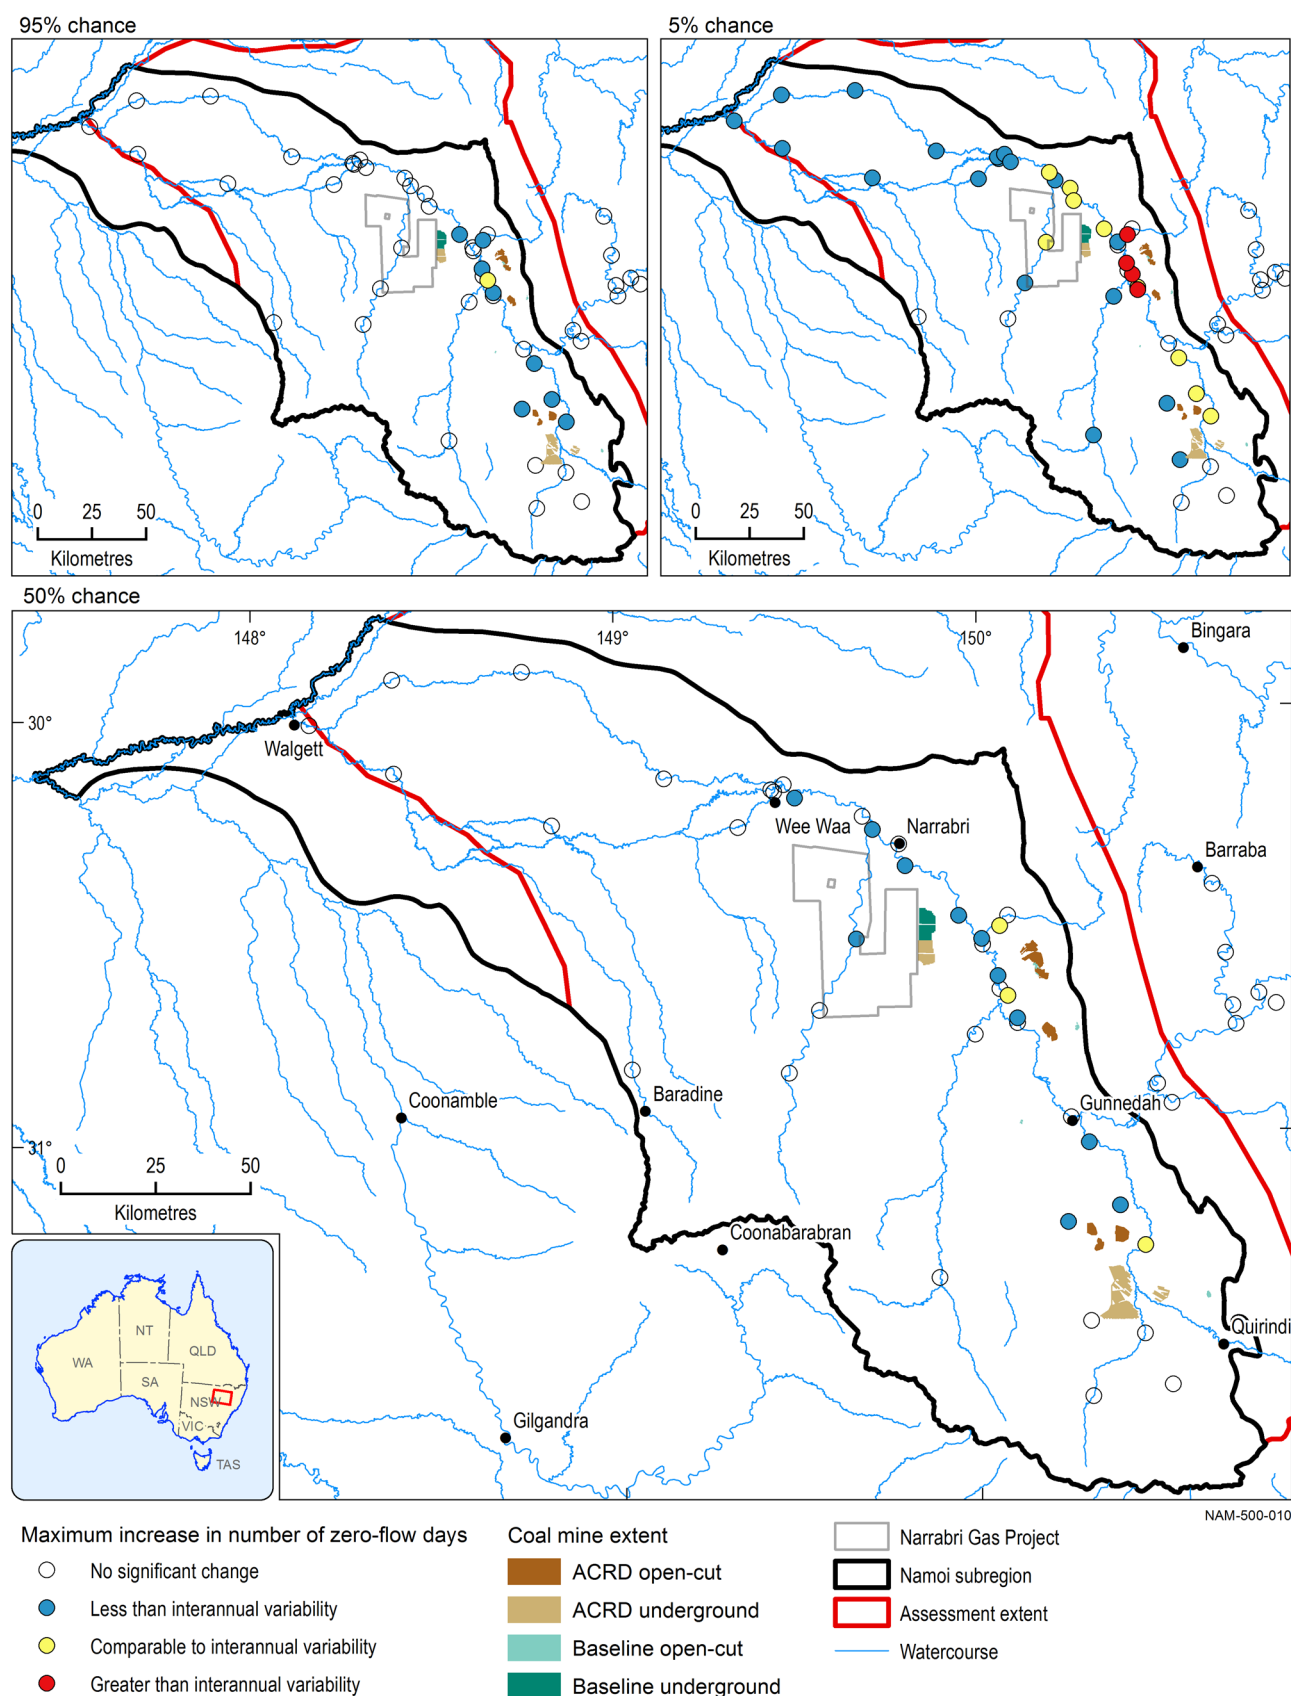 95% chance
5% chance
0 25 50
Kilometres
0 25 50
Kilometres
50% chance
148° 149° 150°
Bingara
30°
Walgett
Wee Waa
Narrabri
Barraba
Coonamble
Baradine
Gunnedah
31°
0 25 50
Kilometres
Coonabarabran
Quirindi
Gilgandra
NT
WA
QLD
SA
NSW
VIC
TAS
NAM-500-010
Maximum increase in number of zero-flow days
No significant change
Less than interannual variability
Comparable to interannual variability
Greater than interannual variability
Coal mine extent
ACRD open-cut
ACRD underground
Baseline open-cut
Baseline underground
Narrabri Gas Project
Namoi subregion
Assessment extent
Watercourse